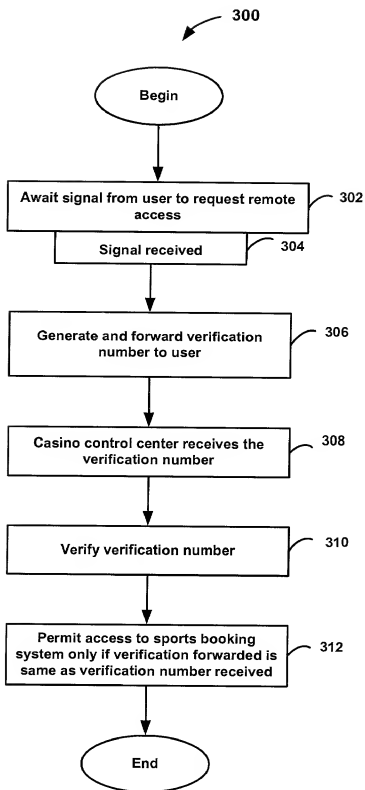 300
Begin
Await signal from user to request remote
access
302
Signal received
304
Generate and forward verification
number to user
306
Casino control center receives the
verification number
308
Verify verification number
310
Permit access to sports booking
system only if verification forwarded is
same as verification number received
312
End